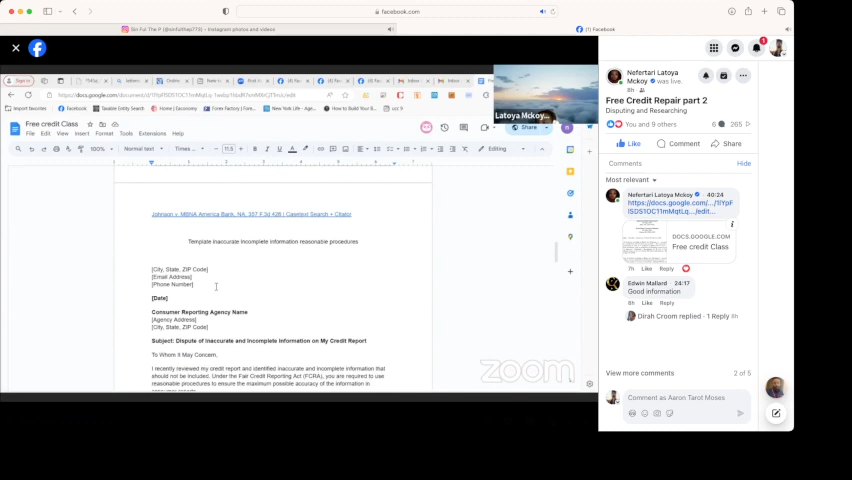 facebook.com
Sin Ful The 9 (@sinfulthep773) - Instagram photos and videos
Facebook
Sign in
Import favorites
Facebook
Taxable Entity Search
Home | Economy
Forex Factory |
New York Life - Age
How to Building Your B
ucc 9
Latoya Mckoy...
Free credit Class
File Edit View Insert Format Tools Extensions Help
Share
100%
Normal text
Times ...
11.5
Editing
Johnson v. MBNA America Bank, NA, 357 F.3d 426 | Casetext Search + Citator
Template inaccurate incomplete information reasonable procedures
[City, State, ZIP Code]
[Email Address]
[Phone Number]
[Date]
Consumer Reporting Agency Name
[Agency Address]
[City, State, ZIP Code]
Subject: Dispute of Inaccurate and Incomplete Information on My Credit Report
To Whom It May Concern,
I recently reviewed my credit report and identified inaccurate and incomplete information that
should not be included. Under the Fair Credit Reporting Act (FCRA), you are required to use
reasonable procedures to ensure the maximum possible accuracy of the information in
zoom
1
Nefertari Latoya
Mckoy was live.
8h
Free Credit Repair part 2
Disputing and Researching
You and 9 others
6
265
Like
Comment
Share
Comments
Hide
Most relevant
Nefertari Latoya Mckoy 40:24
DOCS.GOOGLE.COM
Free credit Class
7h Like Reply
Edwin Mallard 24:17
Good information
8h Like Reply
Dirah Croom replied - 1 Reply 8h
View more comments
2 of 5
Comment as Aaron Tarot Moses